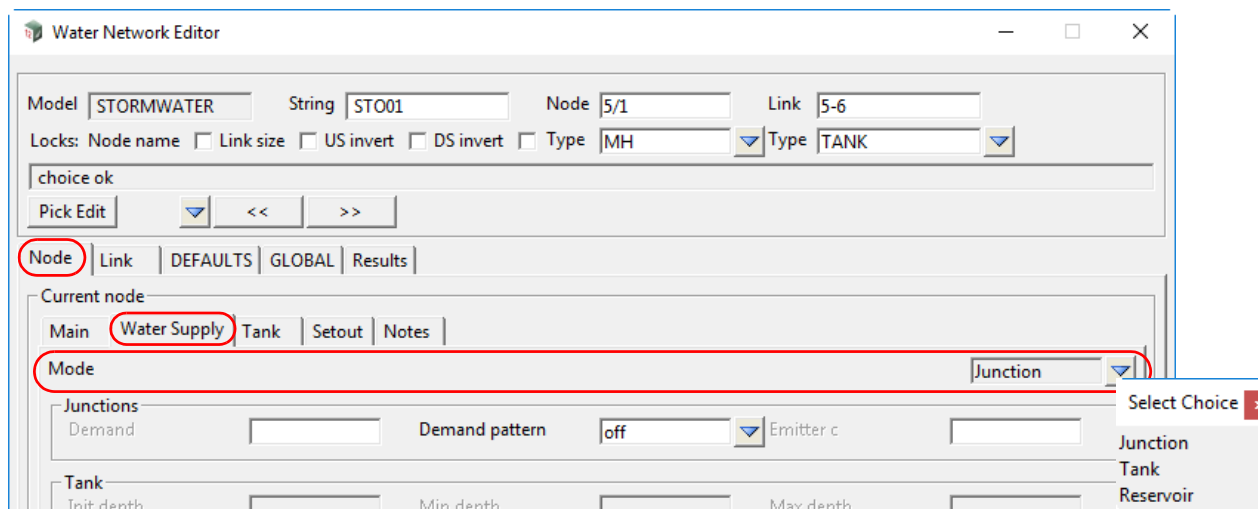 Water Network Editor
Model STORMWATER String STO01 Node 5/1 Link 5-6
Locks: Node name Link size US invert DS invert Type MH Type TANK
choice ok
Pick Edit << >>
Node Link DEFAULTS GLOBAL Results
Current node
Main Water Supply Tank Setout Notes
Mode Junction
Select Choice
Junctions
Demand Demand pattern off Emitter c
Junction
Tank
Tank
Reservoir
Init depth Min depth Max depth